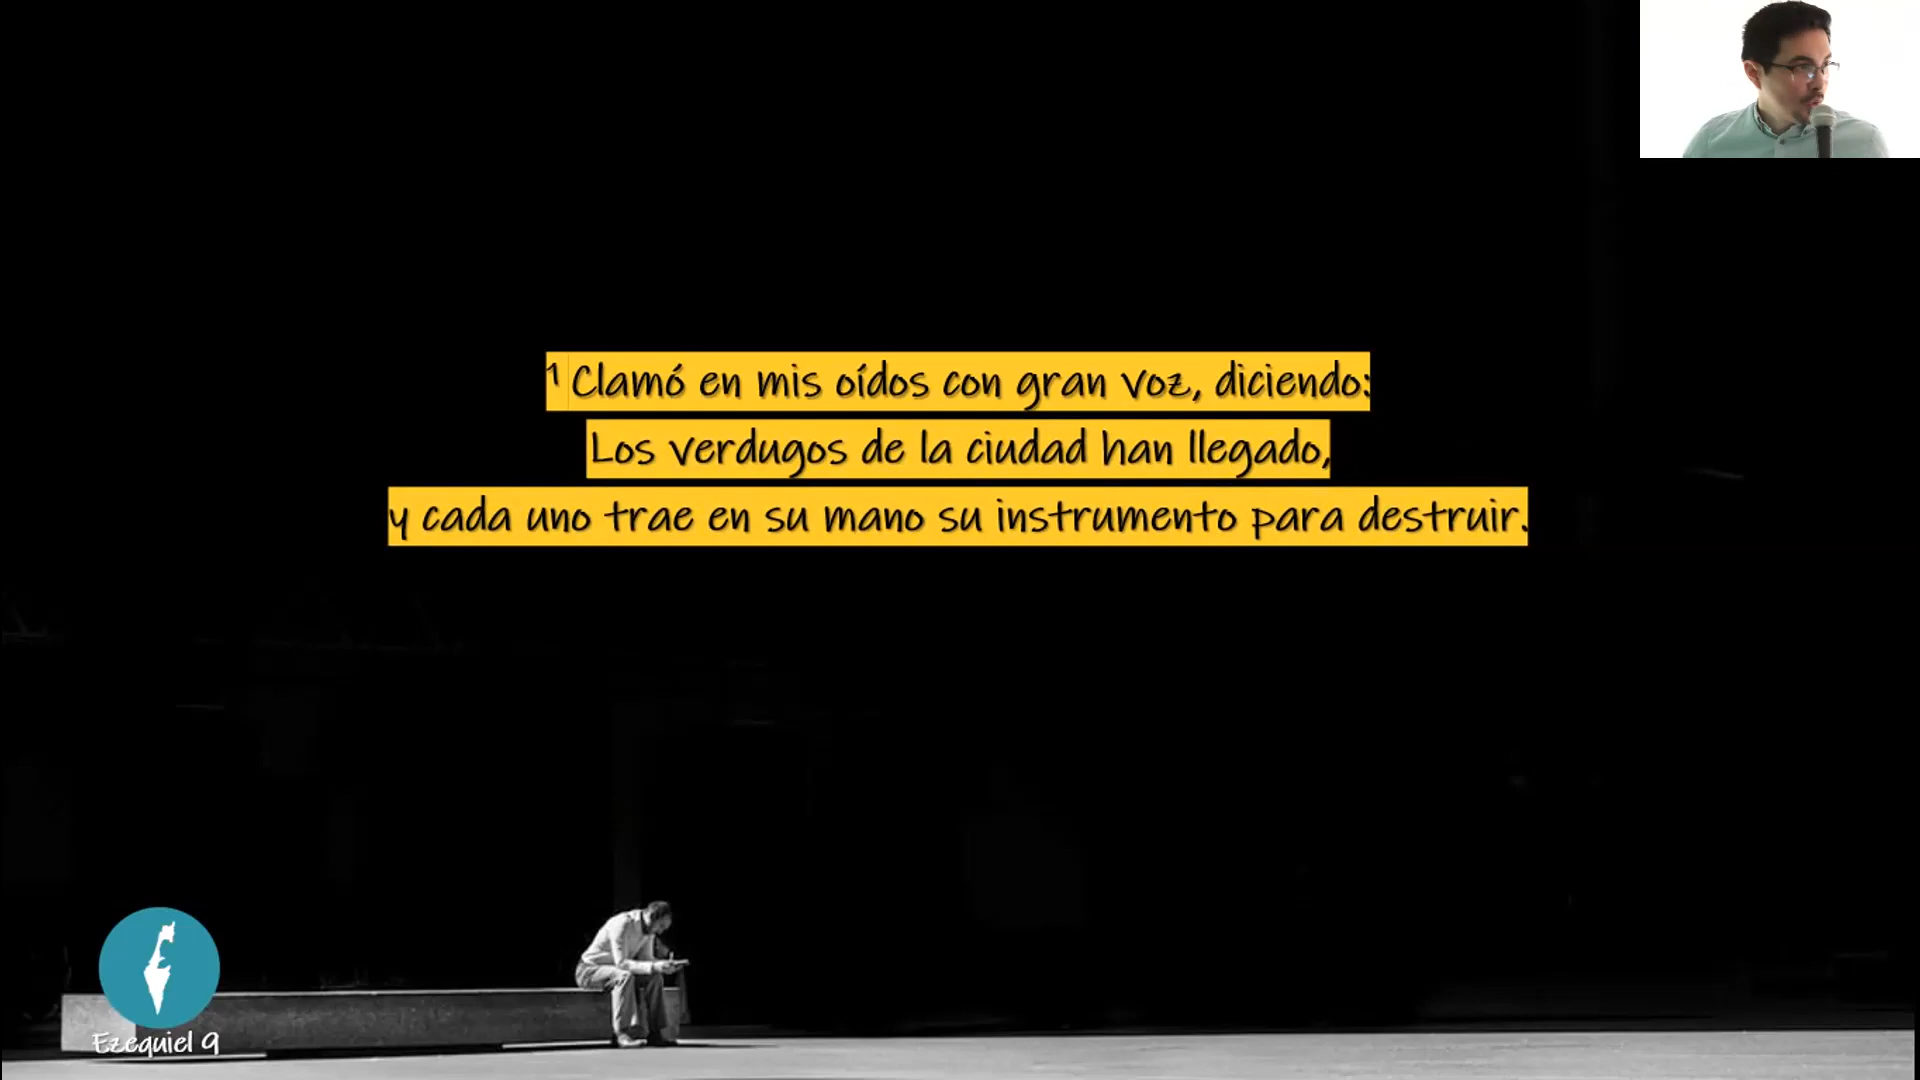 ¹ Clamó en mis oídos con gran voz, diciendo:
Los verdugos de la ciudad han llegado,
y cada uno trae en su mano su instrumento para destruir.
Ezequiel 9